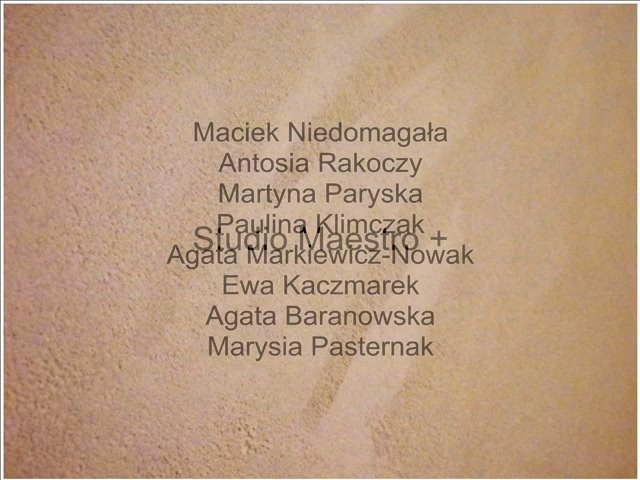 Maciek Niedomagała
Antosia Rakoczy
Martyna Paryska
Paulina Klimczak
Studio Maestro +
Agata Markiewicz-Nowak
Ewa Kaczmarek
Agata Baranowska
Marysia Pasternak